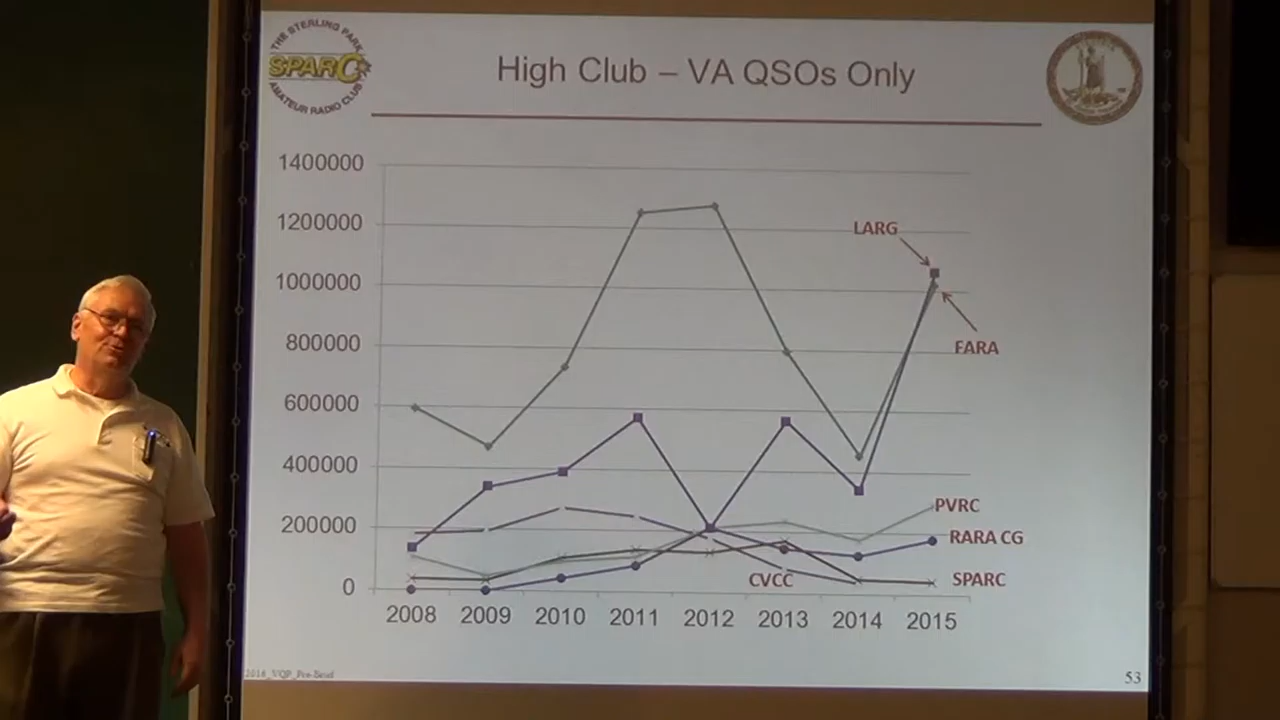 THE STERLING PARK
SPARC
AMATEUR RADIO CLUB
High Club – VA QSOs Only
1400000
1200000
1000000
800000
600000
400000
200000
0
LARG
FARA
PVRC
RARA CG
CVCC
SPARC
2008 2009 2010 2011 2012 2013 2014 2015
2016_VQP_Pre-Brief
53